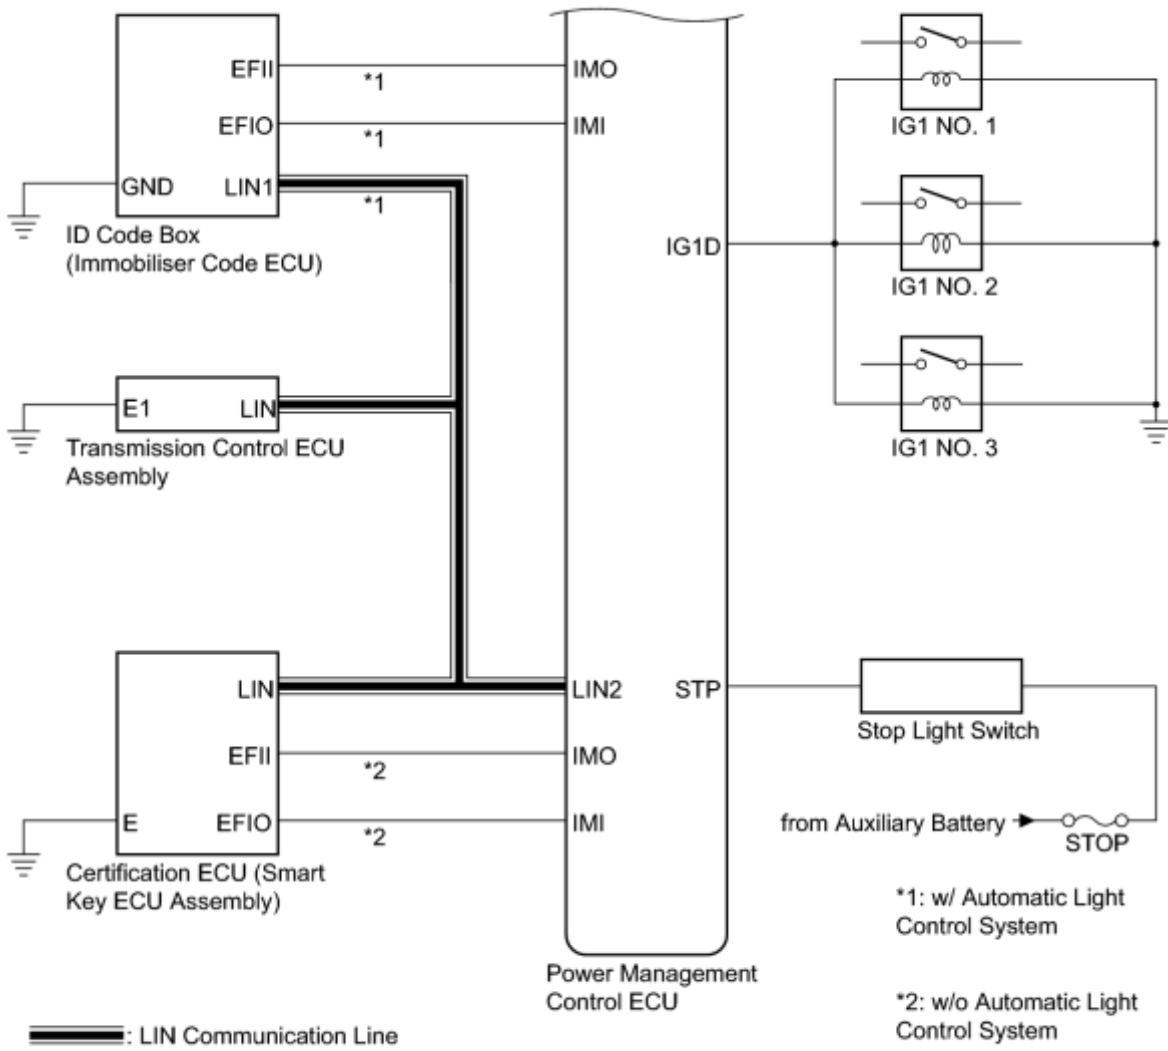 EFII
*1
IMO
EFIO
*1
IMI
GND
LIN1
*1
ID Code Box
(Immobiliser Code ECU)
E1
LIN
Transmission Control ECU
Assembly
LIN
LIN2
EFII
*2
IMO
E
EFIO
*2
IMI
Certification ECU (Smart
Key ECU Assembly)
IG1D
STP
Power Management
Control ECU
IG1 NO. 1
IG1 NO. 2
IG1 NO. 3
Stop Light Switch
from Auxiliary Battery
STOP
*1: w/ Automatic Light
Control System
*2: w/o Automatic Light
Control System
: LIN Communication Line